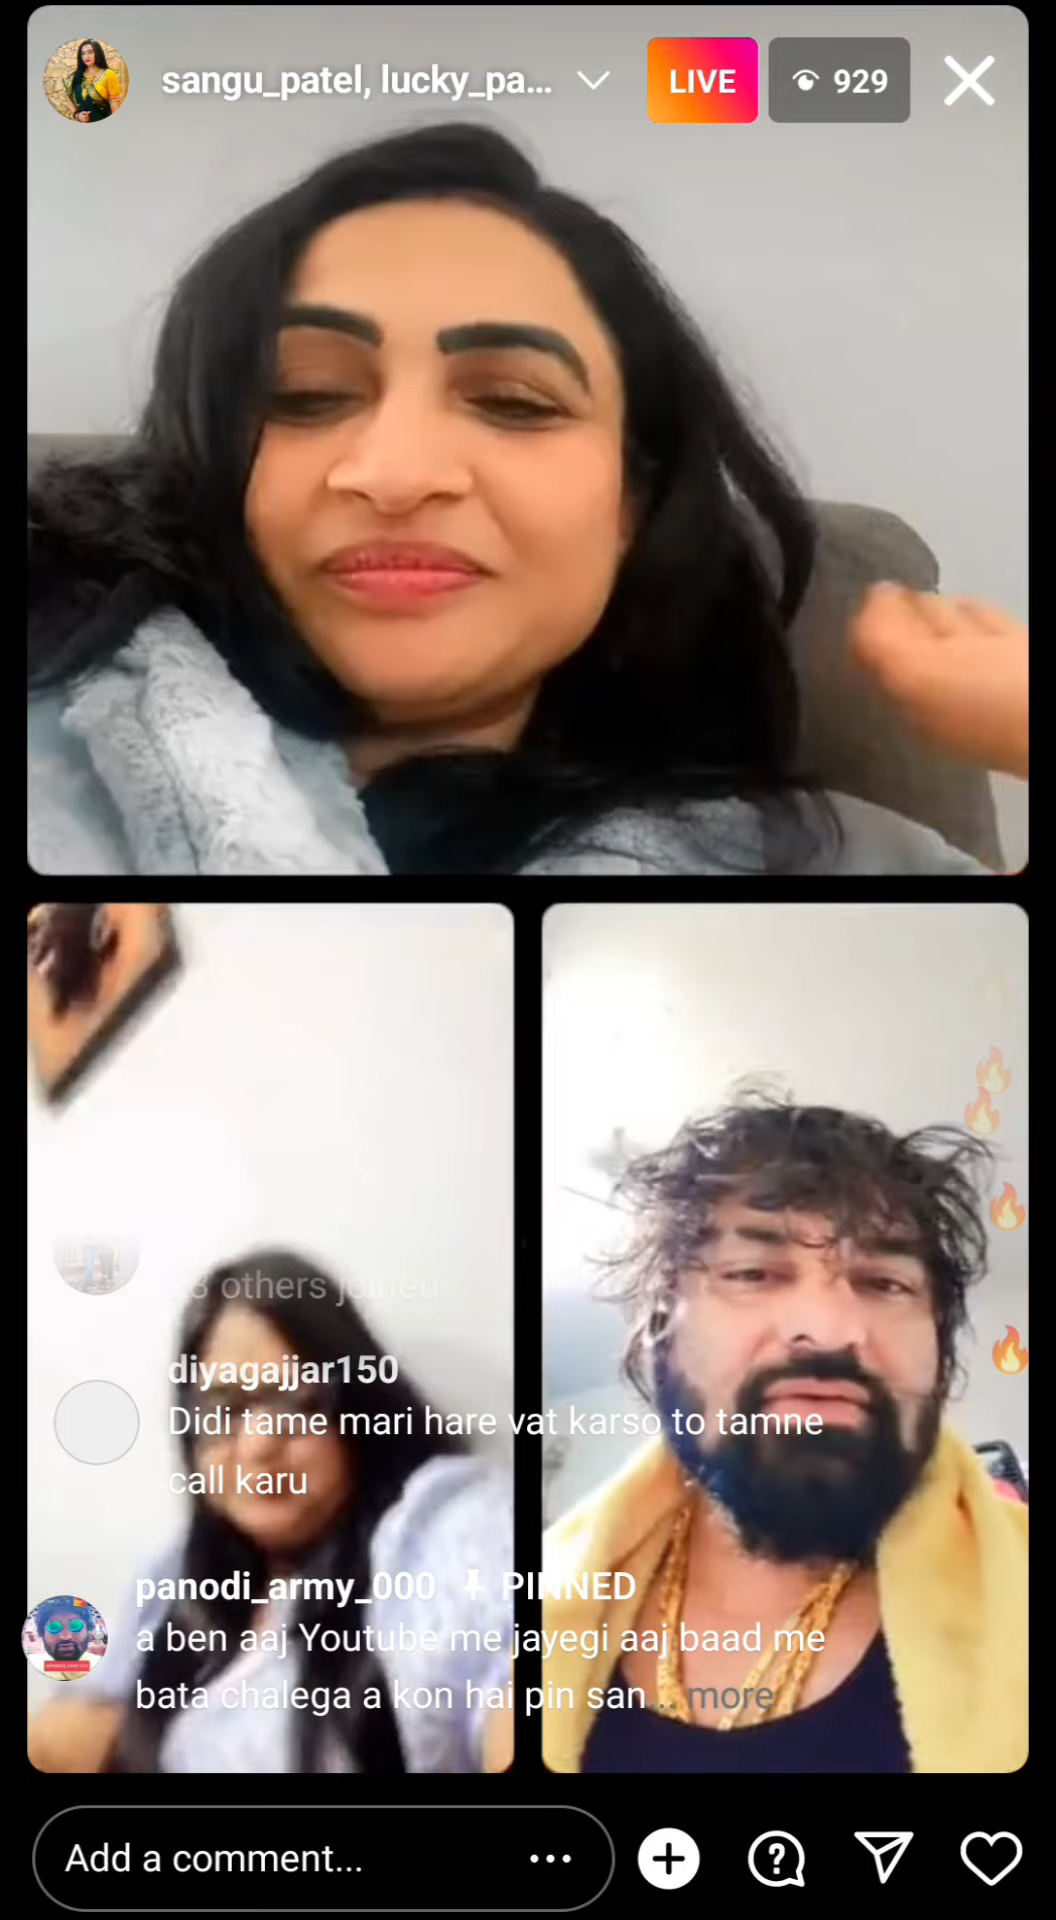 sangu_patel, lucky_pa...
LIVE
929
others joined
diyagajjar150
Didi tame mari hare vat karso to tamne
call karu
panodi_army_000 PINNED
a ben aaj Youtube me jayegi aaj baad me
bata chalega a kon hai pin san... more
Add a comment...